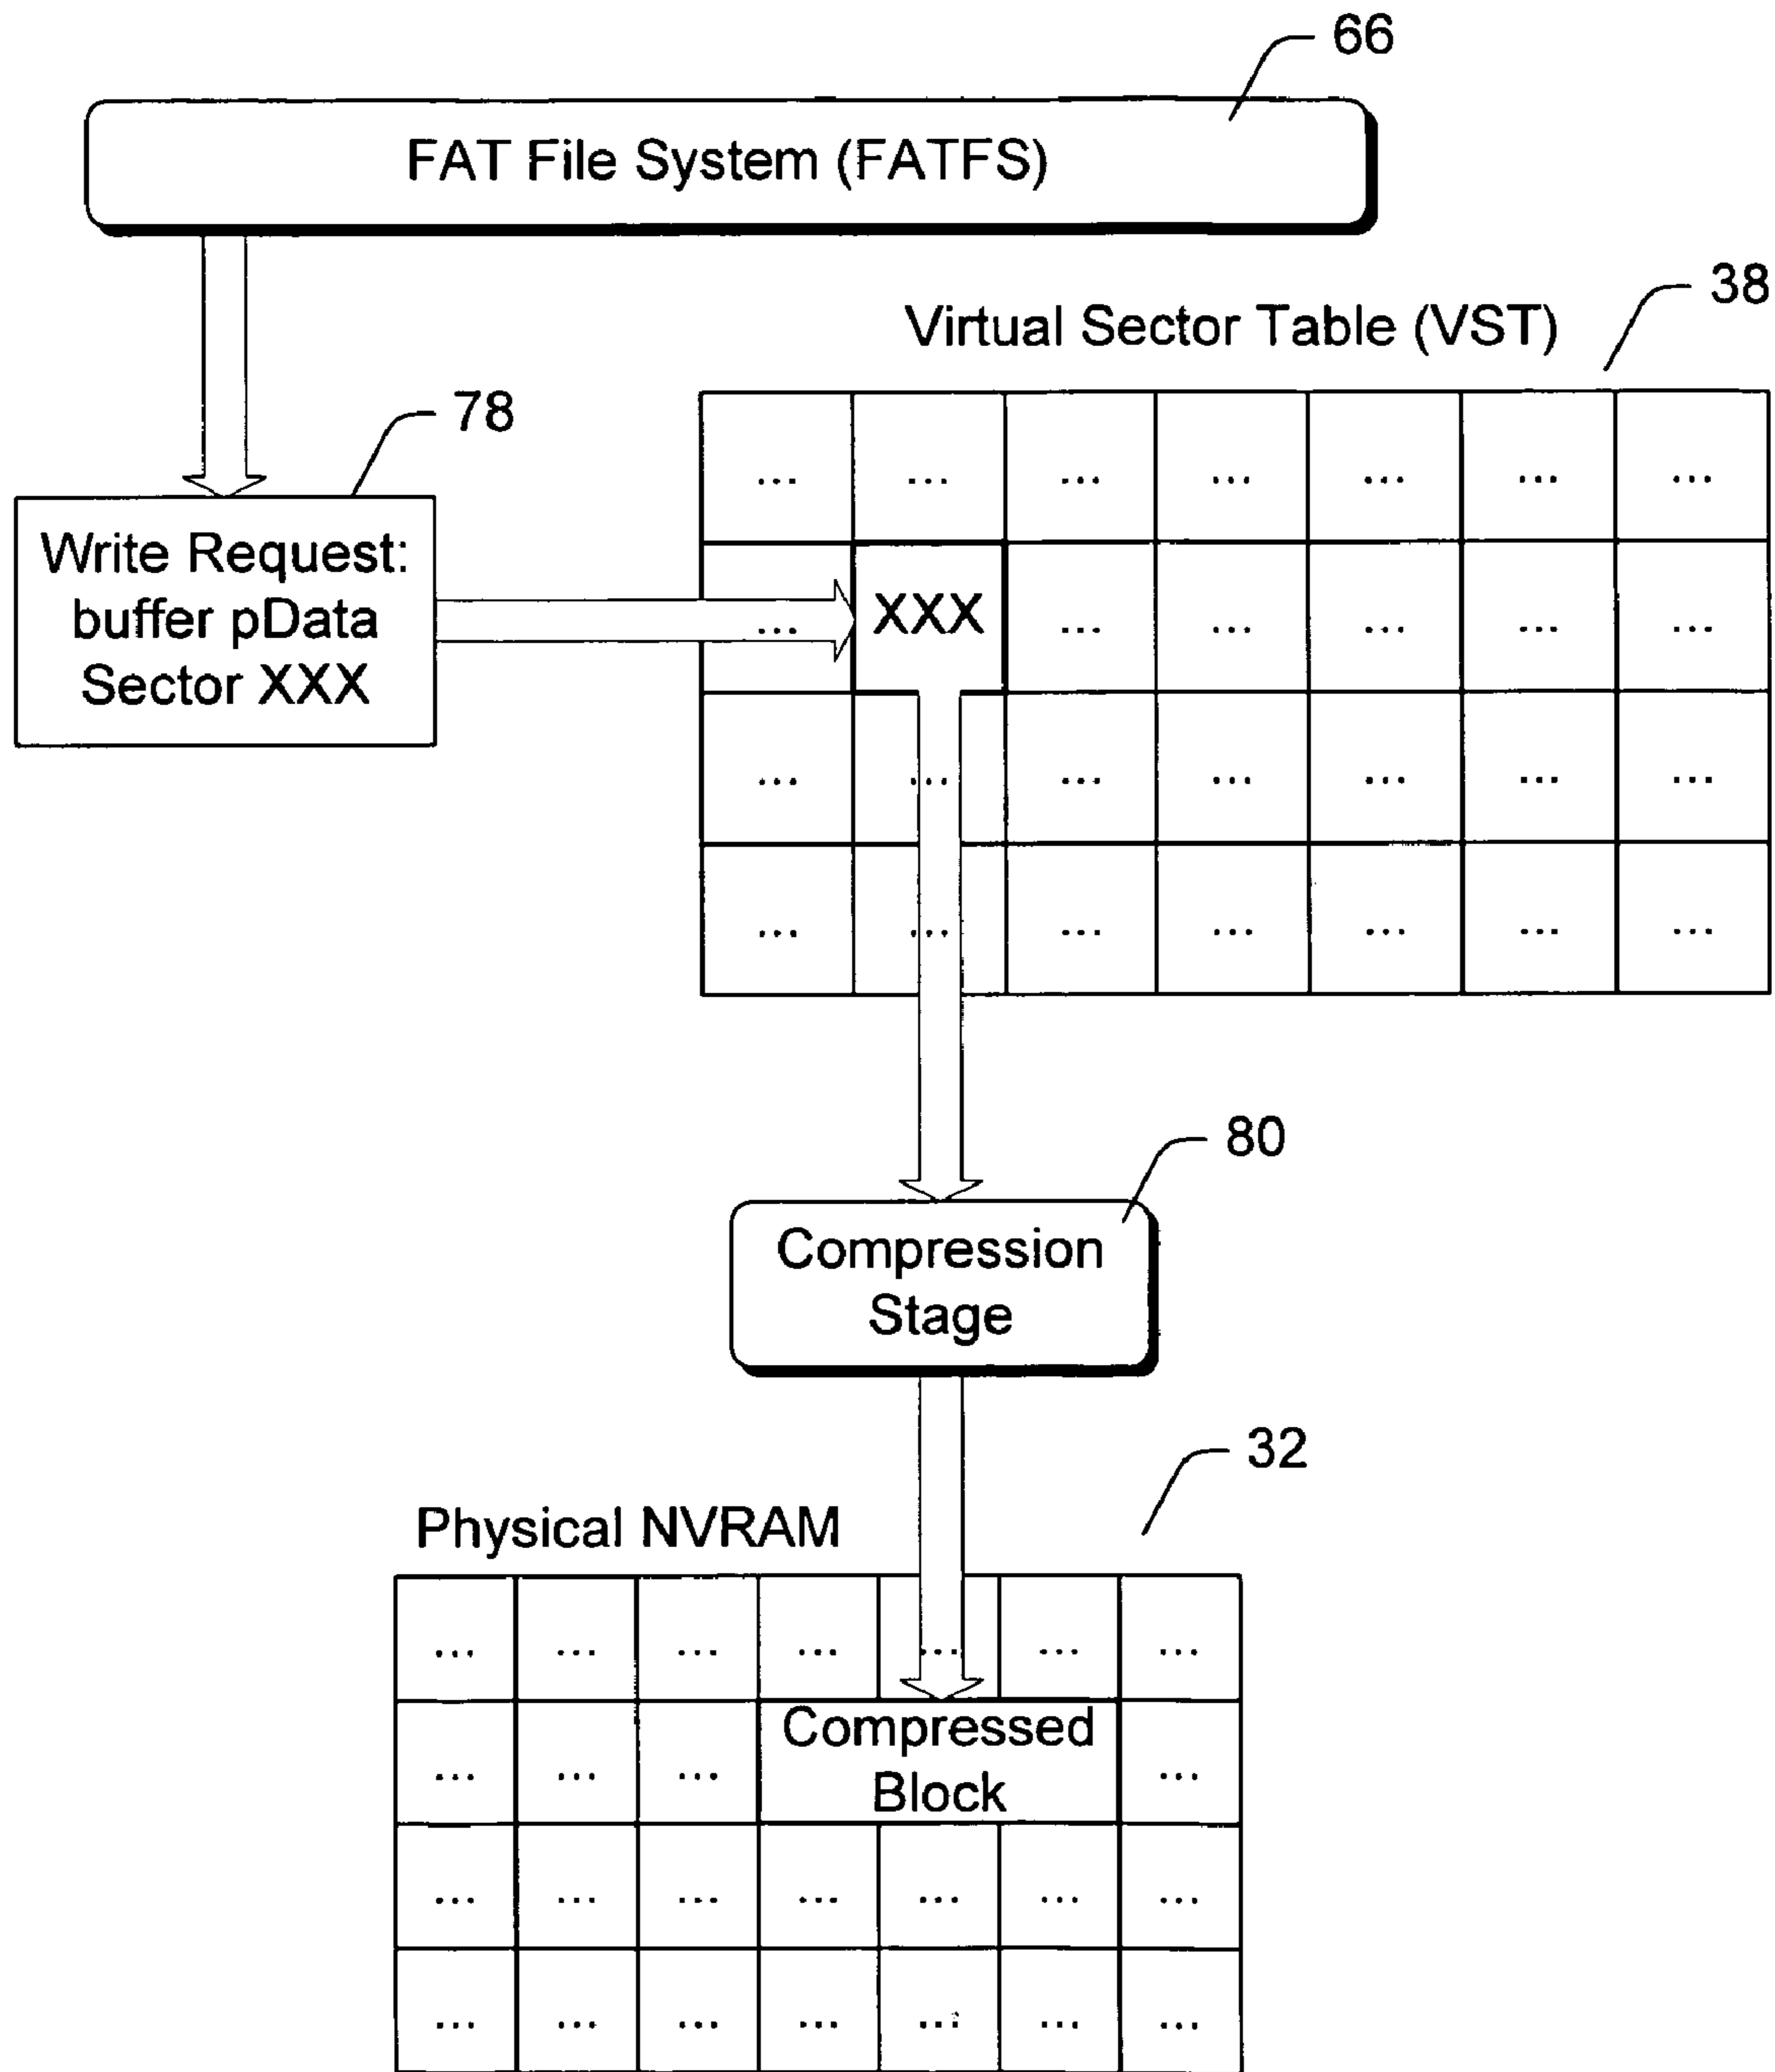 66
FAT File System (FATFS)
38
Virtual Sector Table (VST)
78
... ... ... ... ... ... ...
Write Request:
buffer pData
Sector XXX
... XXX ... ... ... ... ...
... ... ... ... ... ... ...
... ... ... ... ... ... ...
80
Compression
Stage
32
Physical NVRAM
... ... ... ... ... ... ...
Compressed
Block
... ... ... ...
... ... ... ... ... ... ...
... ... ... ... ... ... ...